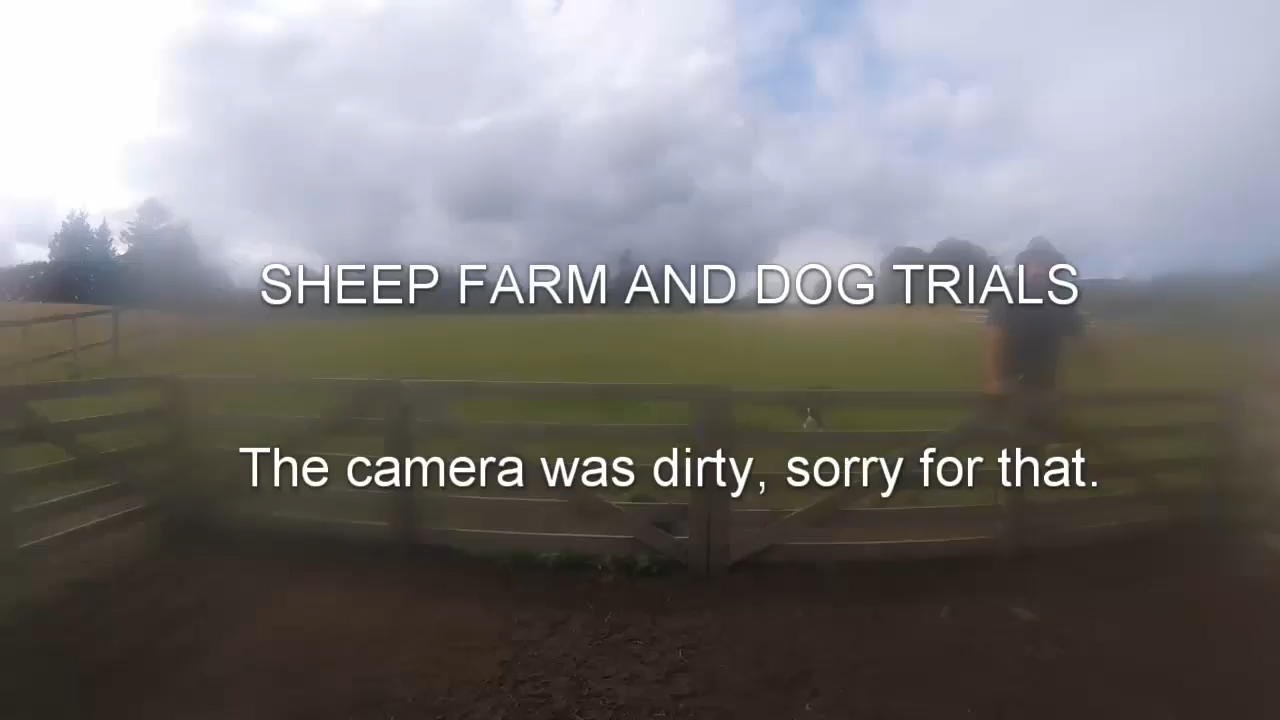 SHEEP FARM AND DOG TRIALS
The camera was dirty, sorry for that.